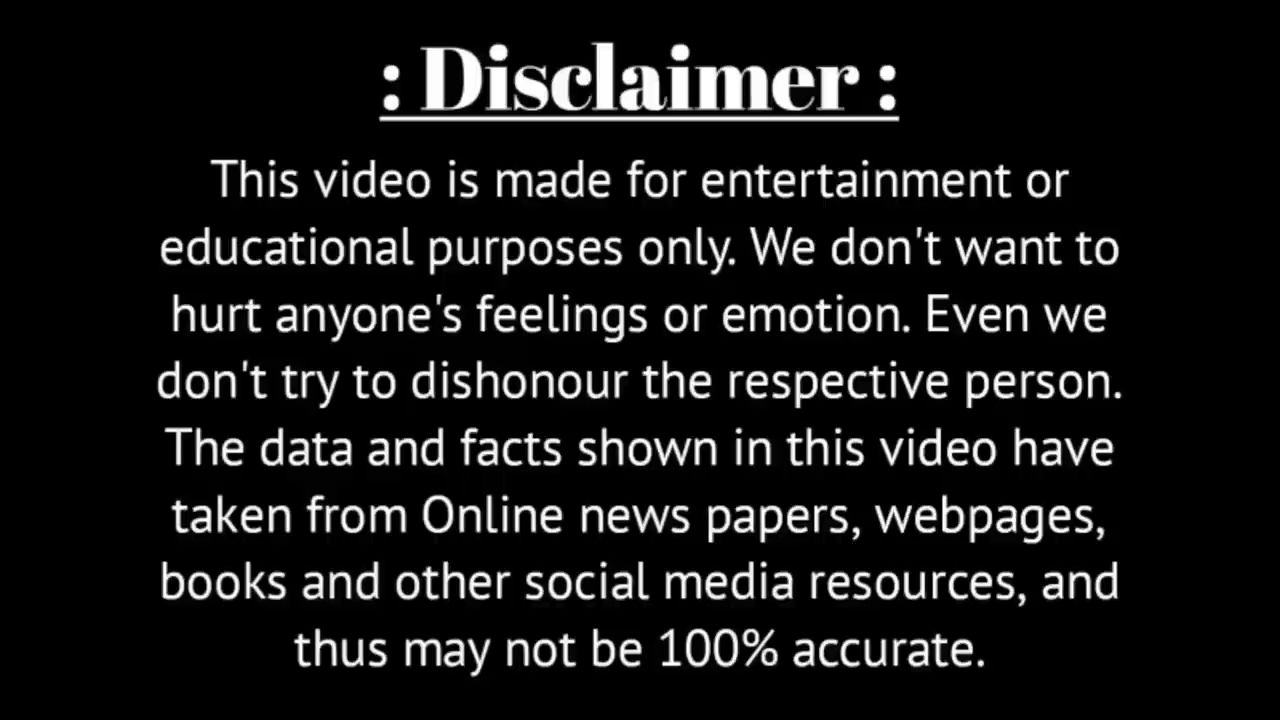 : Disclaimer :
This video is made for entertainment or
educational purposes only. We don't want to
hurt anyone's feelings or emotion. Even we
don't try to dishonour the respective person.
The data and facts shown in this video have
taken from Online news papers, webpages,
books and other social media resources, and
thus may not be 100% accurate.